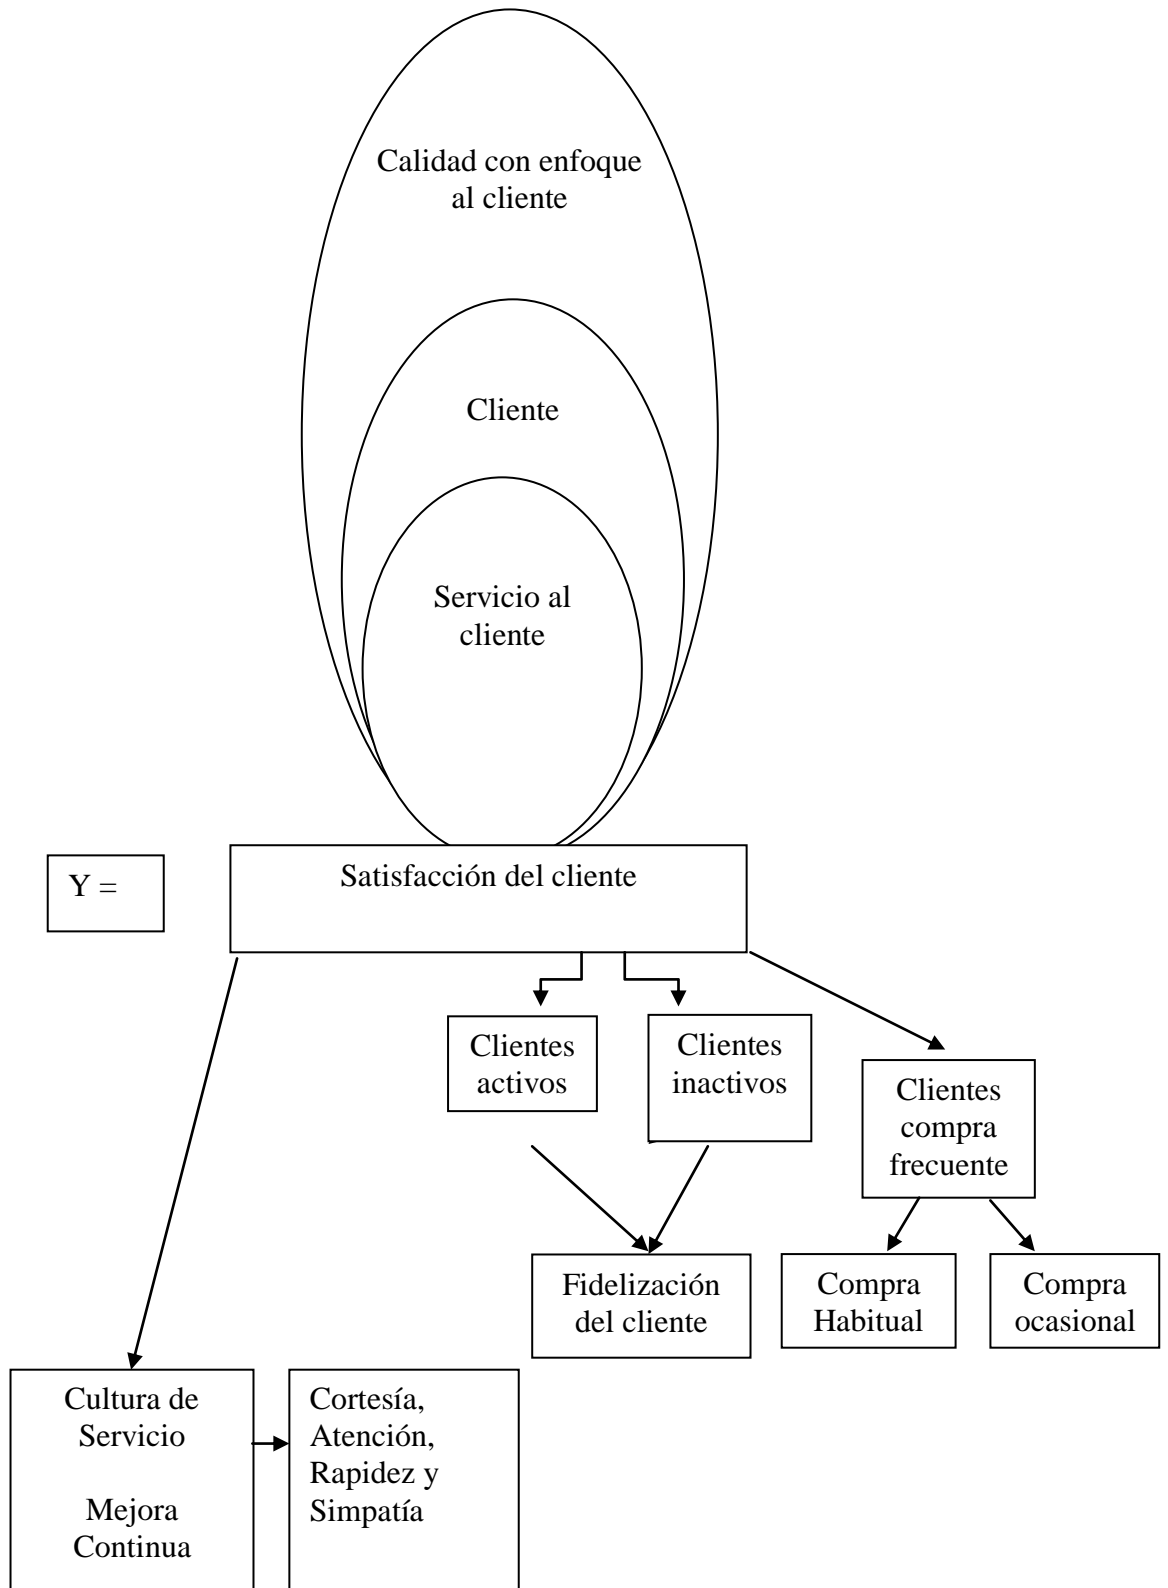 Calidad con enfoque
al cliente
Cliente
Servicio al
cliente
Y =
Satisfacción del cliente
Clientes
activos
Clientes
inactivos
Clientes
compra
frecuente
Fidelización
del cliente
Compra
Habitual
Compra
ocasional
Cultura de
Servicio
Mejora
Continua
Cortesía,
Atención,
Rapidez y
Simpatía